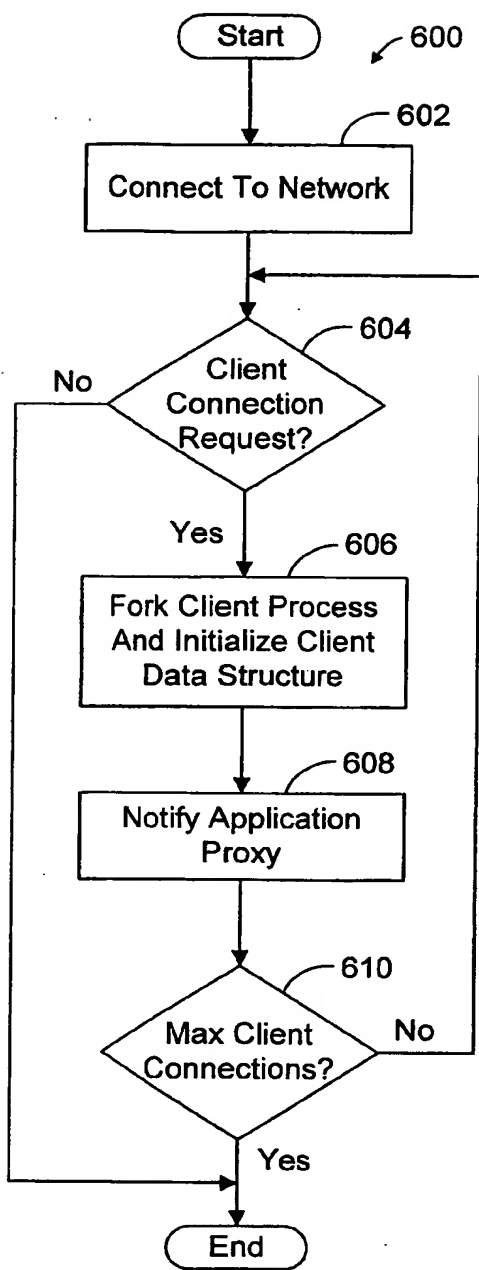 Start
600
602
Connect To Network
604
No
Client
Connection
Request?
Yes
606
Fork Client Process
And Initialize Client
Data Structure
608
Notify Application
Proxy
610
Max Client
Connections?
No
Yes
End